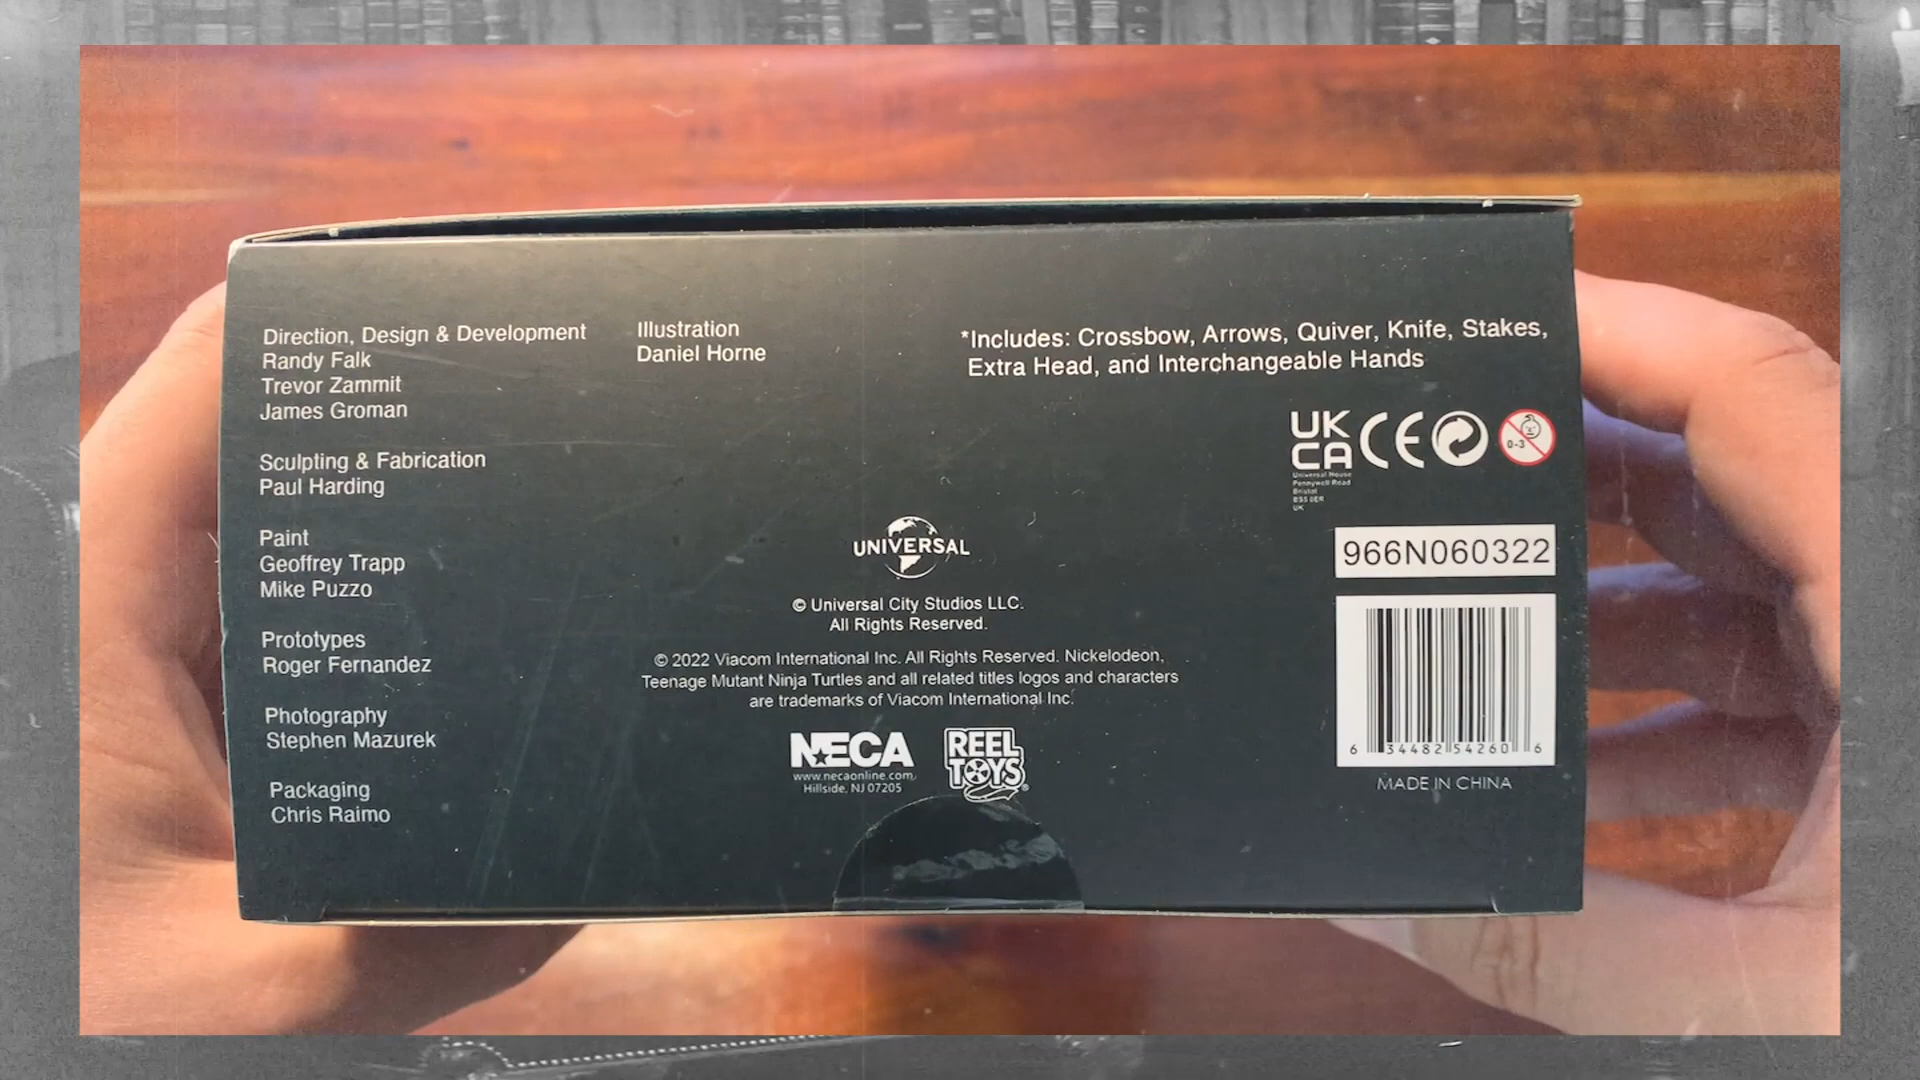 Direction, Design & Development
Randy Falk
Trevor Zammit
James Groman
Sculpting & Fabrication
Paul Harding
Paint
Geoffrey Trapp
Mike Puzzo
Prototypes
Roger Fernandez
Photography
Stephen Mazurek
Packaging
Chris Raimo
Illustration
Daniel Horne
*Includes: Crossbow, Arrows, Quiver, Knife, Stakes,
Extra Head, and Interchangeable Hands
UK
CA
CE
0-3
Universal House
Pennywell Road
Bristol
BS5 0ER
UK
UNIVERSAL
© Universal City Studios LLC.
All Rights Reserved.
© 2022 Viacom International Inc. All Rights Reserved. Nickelodeon,
Teenage Mutant Ninja Turtles and all related titles logos and characters
are trademarks of Viacom International Inc.
NECA
www.necaonline.com
Hillside, NJ 07205
REEL
TOYS
®
966N060322
6 34482 54260 6
MADE IN CHINA